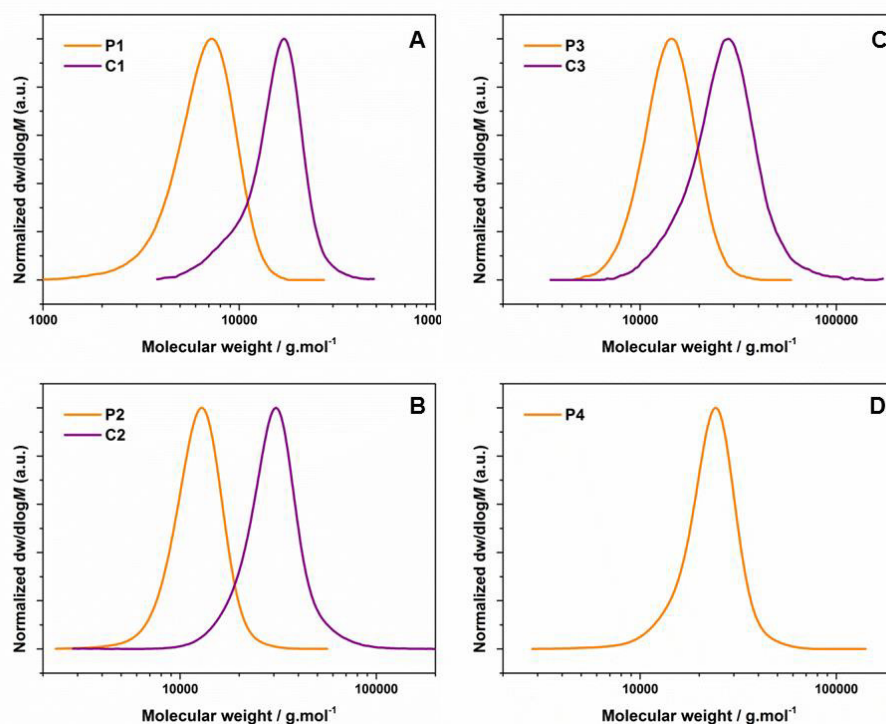 A
P1
C1
Normalized dw/dlogM (a.u.)
1000 10000 1000
Molecular weight / g.mol-1
C
P3
C3
Normalized dw/dlogM (a.u.)
10000 100000
Molecular weight / g.mol-1
B
P2
C2
Normalized dw/dlogM (a.u.)
10000 100000
Molecular weight / g.mol-1
D
P4
Normalized dw/dlogM (a.u.)
10000 100000
Molecular weight / g.mol-1